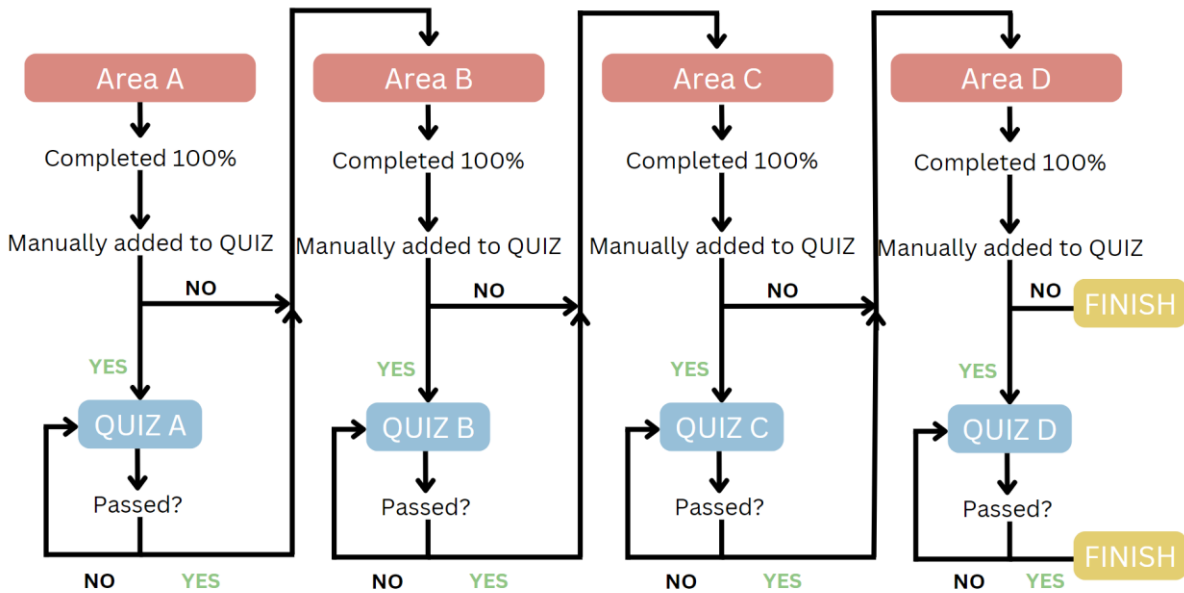 Area A
Completed 100%
Manually added to QUIZ
NO
YES
QUIZ A
Passed?
NO
YES
Area B
Completed 100%
Manually added to QUIZ
NO
YES
QUIZ B
Passed?
NO
YES
Area C
Completed 100%
Manually added to QUIZ
NO
YES
QUIZ C
Passed?
NO
YES
Area D
Completed 100%
Manually added to QUIZ
NO
FINISH
YES
QUIZ D
Passed?
FINISH
NO
YES